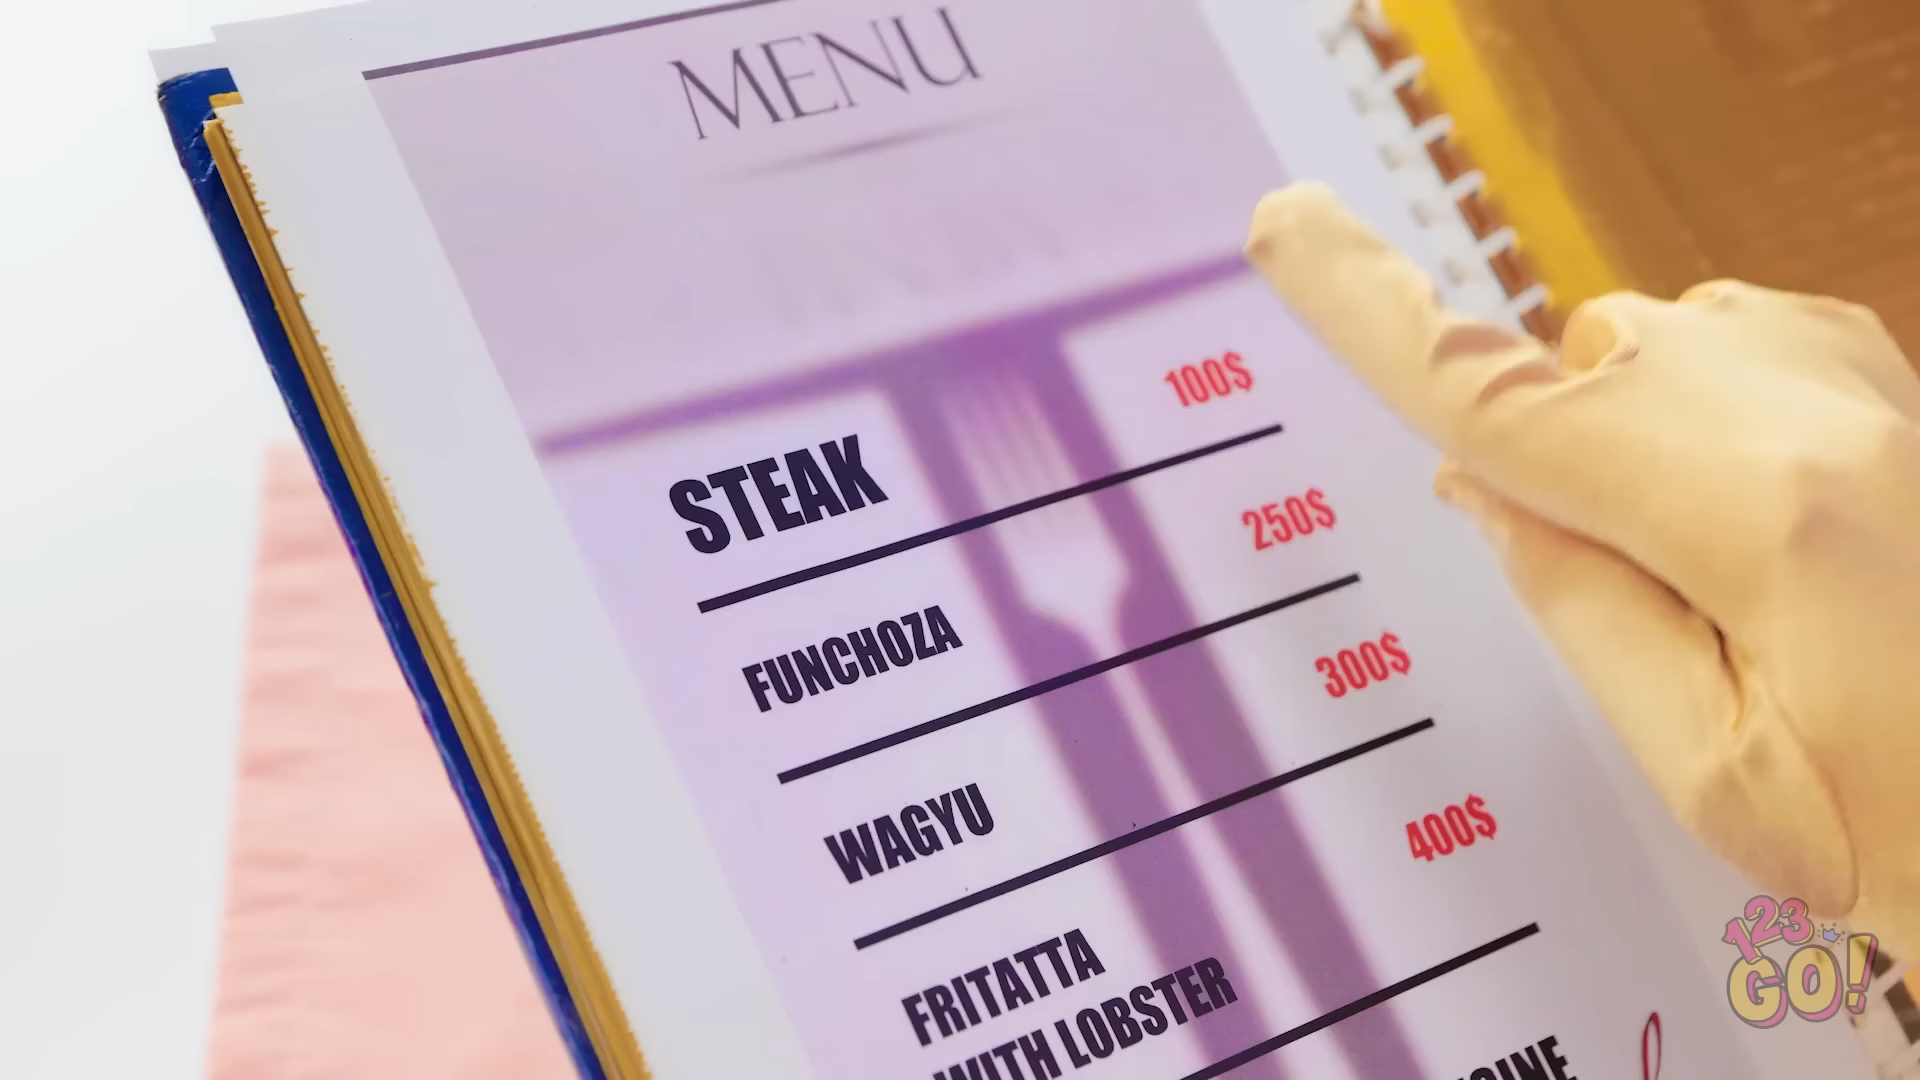 MENU
STEAK 100$
FUNCHOZA 250$
WAGYU 300$
FRITATTA 400$
WITH LOBSTER
123
GO!